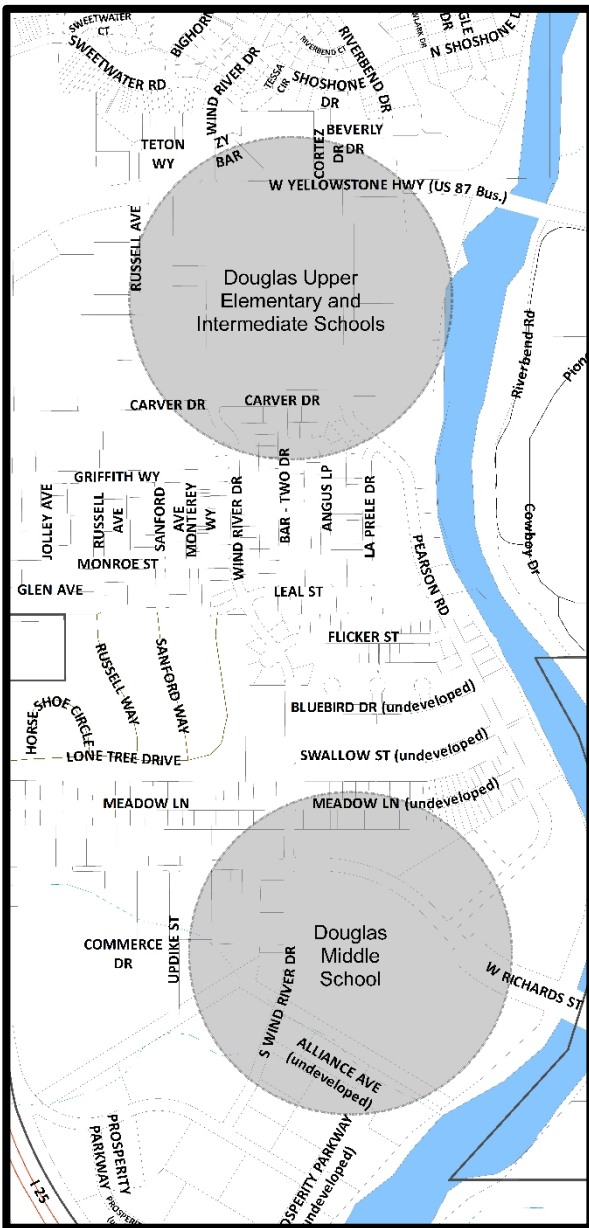 SWEETWATER
CT
SWEETWATER RD
BIGHORN
WIND RIVER DR
TESSA
CIR
RIVERBEND CT
RIVERBEND DR
SHOSHONE
DR
N SHOSHONE
DR
TETON
WY
ZY
BAR
CORTEZ
DR
BEVERLY
DR
W YELLOWSTONE HWY (US 87 Bus.)
RUSSELL AVE
Douglas Upper
Elementary and
Intermediate Schools
Riverbend Rd
CARVER DR
CARVER DR
GRIFFITH WY
JOLLEY AVE
RUSSELL
AVE
SANFORD
AVE
MONTEREY
WY
WIND RIVER DR
BAR - TWO DR
ANGUS LP
LA PRELE DR
PEARSON RD
Cowboy Dr
MONROE ST
GLEN AVE
LEAL ST
FLICKER ST
RUSSELL WAY
SANFORD WAY
BLUEBIRD DR (undeveloped)
HORSE
SHOE CIRCLE
LONE TREE DRIVE
SWALLOW ST (undeveloped)
MEADOW LN
MEADOW LN (undeveloped)
Douglas
Middle
School
COMMERCE
DR
UPDIKE ST
S WIND RIVER DR
W RICHARDS ST
ALLIANCE AVE
(undeveloped)
PROSPERITY
PARKWAY
I 25